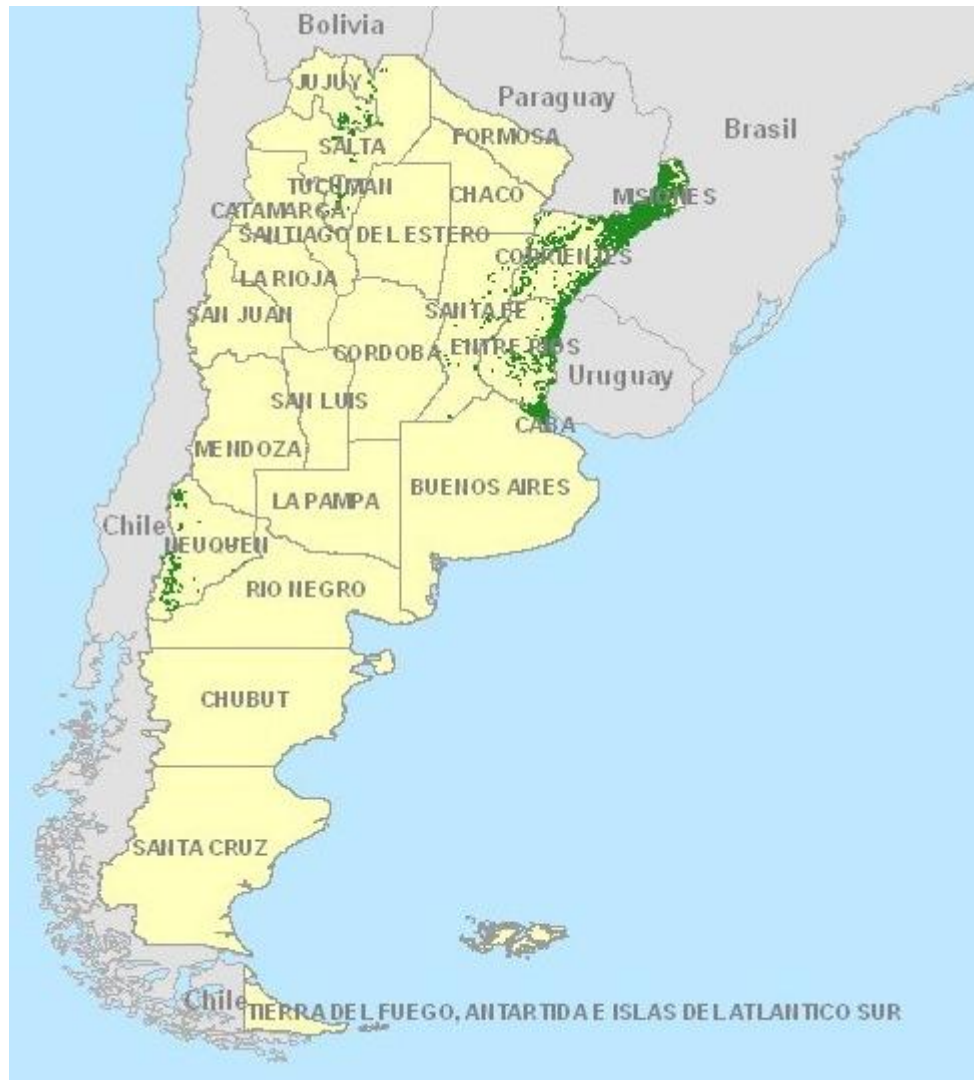 Bolivia
JUJUY
Paraguay
Brasil
FORMOSA
SALTA
TUCUMAN
CHACO
MISIONES
CATAMARCA
SANTIAGO DEL ESTERO
CORRIENTES
LA RIOJA
SAN JUAN
SANTA FE
CORDOBA
ENTRE RIOS
Uruguay
SAN LUIS
CABA
MENDOZA
BUENOS AIRES
LA PAMPA
Chile
NEUQUEN
RIO NEGRO
CHUBUT
SANTA CRUZ
Chile
TIERRA DEL FUEGO, ANTARTIDA E ISLAS DEL ATLANTICO SUR